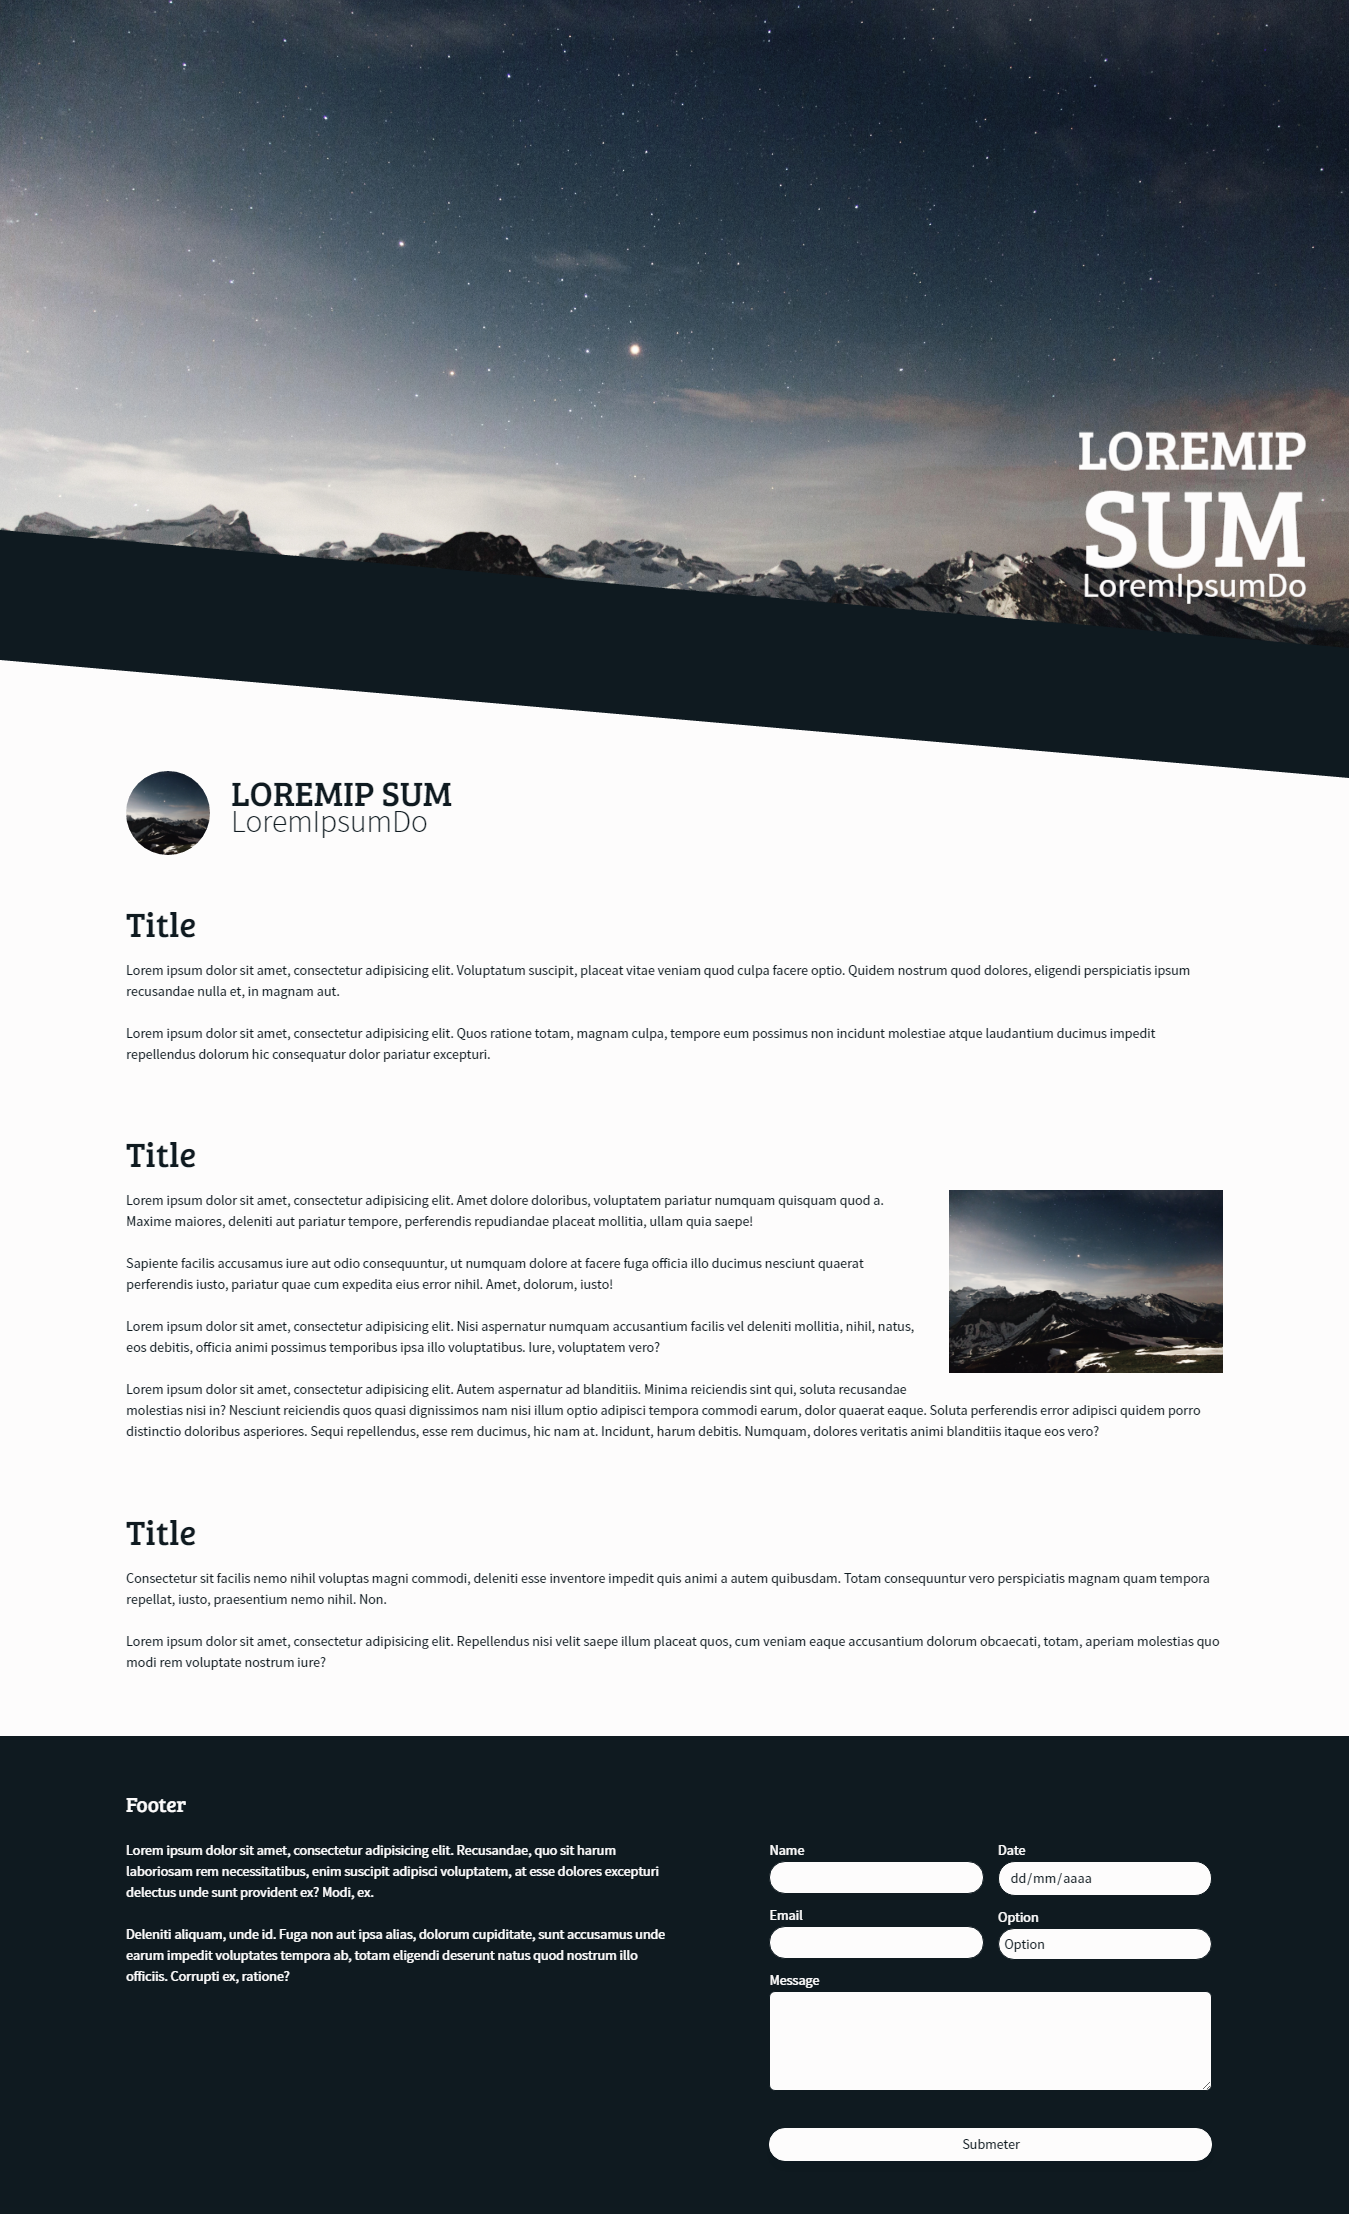 LOREMIP
SUM
LoremIpsumDo
LOREMIP SUM
LoremIpsumDo
Title
Lorem ipsum dolor sit amet, consectetur adipisicing elit. Voluptatum suscipit, placeat vitae veniam quod culpa facere optio. Quidem nostrum quod dolores, eligendi perspiciatis ipsum
recusandae nulla et, in magnam aut.
Lorem ipsum dolor sit amet, consectetur adipisicing elit. Quos ratione totam, magnam culpa, tempore eum possimus non incidunt molestiae atque laudantium ducimus impedit
repellendus dolorum hic consequatur dolor pariatur excepturi.
Title
Lorem ipsum dolor sit amet, consectetur adipisicing elit. Amet dolore doloribus, voluptatem pariatur numquam quisquam quod a.
Maxime maiores, deleniti aut pariatur tempore, perferendis repudiandae placeat mollitia, ullam quia saepe!
Sapiente facilis accusamus iure aut odio consequuntur, ut numquam dolore at facere fuga officia illo ducimus nesciunt quaerat
perferendis iusto, pariatur quae cum expedita eius error nihil. Amet, dolorum, iusto!
Lorem ipsum dolor sit amet, consectetur adipisicing elit. Nisi aspernatur numquam accusantium facilis vel deleniti mollitia, nihil, natus,
eos debitis, officia animi possimus temporibus ipsa illo voluptatibus. Iure, voluptatem vero?
Lorem ipsum dolor sit amet, consectetur adipisicing elit. Autem aspernatur ad blanditiis. Minima reiciendis sint qui, soluta recusandae
molestias nisi in? Nesciunt reiciendis quos quasi dignissimos nam nisi illum optio adipisci tempora commodi earum, dolor quaerat eaque. Soluta perferendis error adipisci quidem porro
distinctio doloribus asperiores. Sequi repellendus, esse rem ducimus, hic nam at. Incidunt, harum debitis. Numquam, dolores veritatis animi blanditiis itaque eos vero?
Title
Consectetur sit facilis nemo nihil voluptas magni commodi, deleniti esse inventore impedit quis animi a autem quibusdam. Totam consequuntur vero perspiciatis magnam quam tempora
repellat, iusto, praesentium nemo nihil. Non.
Lorem ipsum dolor sit amet, consectetur adipisicing elit. Repellendus nisi velit saepe illum placeat quos, cum veniam eaque accusantium dolorum obcaecati, totam, aperiam molestias quo
modi rem voluptate nostrum iure?
Footer
Lorem ipsum dolor sit amet, consectetur adipisicing elit. Recusandae, quo sit harum
laboriosam rem necessitatibus, enim suscipit adipisci voluptatem, at esse dolores excepturi
delectus unde sunt provident ex? Modi, ex.
Deleniti aliquam, unde id. Fuga non aut ipsa alias, dolorum cupiditate, sunt accusamus unde
earum impedit voluptates tempora ab, totam eligendi deserunt natus quod nostrum illo
officiis. Corrupti ex, ratione?
Name
Date
dd/mm/aaaa
Email
Option
Option
Message
Submeter